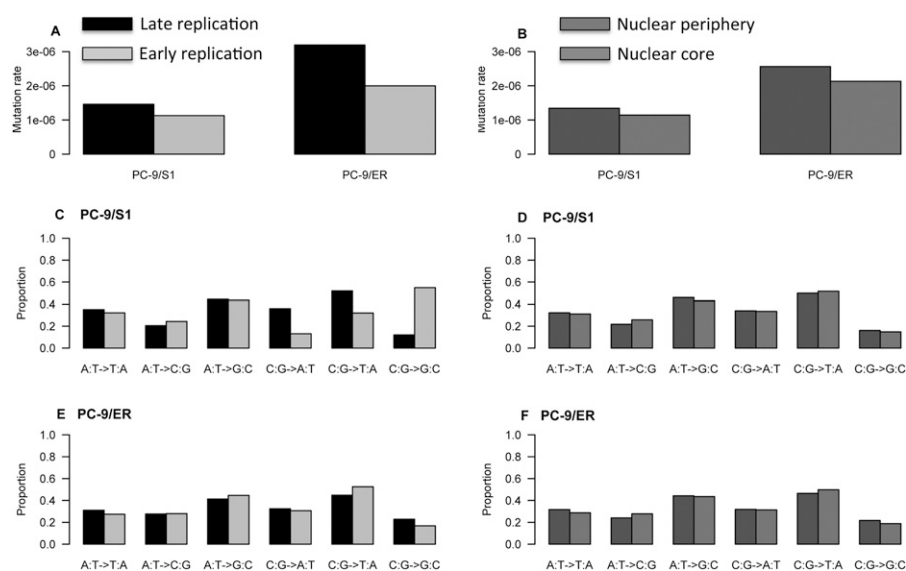 A
Late replication
Early replication
Mutation rate
3e-06
2e-06
1e-06
0
PC-9/S1 PC-9/ER
B
Nuclear periphery
Nuclear core
Mutation rate
3e-06
2e-06
1e-06
0
PC-9/S1 PC-9/ER
C PC-9/S1
Proportion
1.0
0.8
0.6
0.4
0.2
0.0
A:T->T:A A:T->C:G A:T->G:C C:G->A:T C:G->T:A C:G->G:C
D PC-9/S1
Proportion
1.0
0.8
0.6
0.4
0.2
0.0
A:T->T:A A:T->C:G A:T->G:C C:G->A:T C:G->T:A C:G->G:C
E PC-9/ER
Proportion
1.0
0.8
0.6
0.4
0.2
0.0
A:T->T:A A:T->C:G A:T->G:C C:G->A:T C:G->T:A C:G->G:C
F PC-9/ER
Proportion
1.0
0.8
0.6
0.4
0.2
0.0
A:T->T:A A:T->C:G A:T->G:C C:G->A:T C:G->T:A C:G->G:C